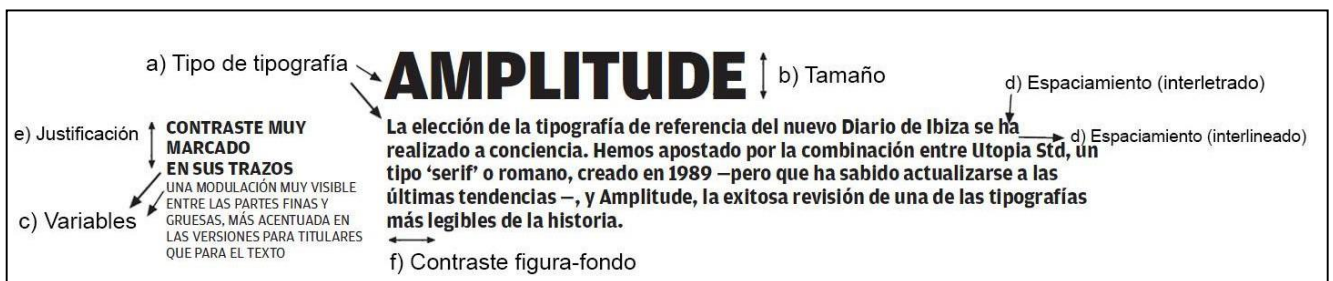 a) Tipo de tipografía
AMPLITUDE
b) Tamaño
d) Espaciamiento (interletrado)
e) Justificación
CONTRASTE MUY
MARCADO
EN SUS TRAZOS
UNA MODULACIÓN MUY VISIBLE
ENTRE LAS PARTES FINAS Y
GRUESAS, MÁS ACENTUADA EN
LAS VERSIONES PARA TITULARES
QUE PARA EL TEXTO
c) Variables
La elección de la tipografía de referencia del nuevo Diario de Ibiza se ha
realizado a conciencia. Hemos apostado por la combinación entre Utopia Std, un
tipo ‘serif’ o romano, creado en 1989 —pero que ha sabido actualizarse a las
últimas tendencias —, y Amplitude, la exitosa revisión de una de las tipografías
más legibles de la historia.
d) Espaciamiento (interlineado)
f) Contraste figura-fondo